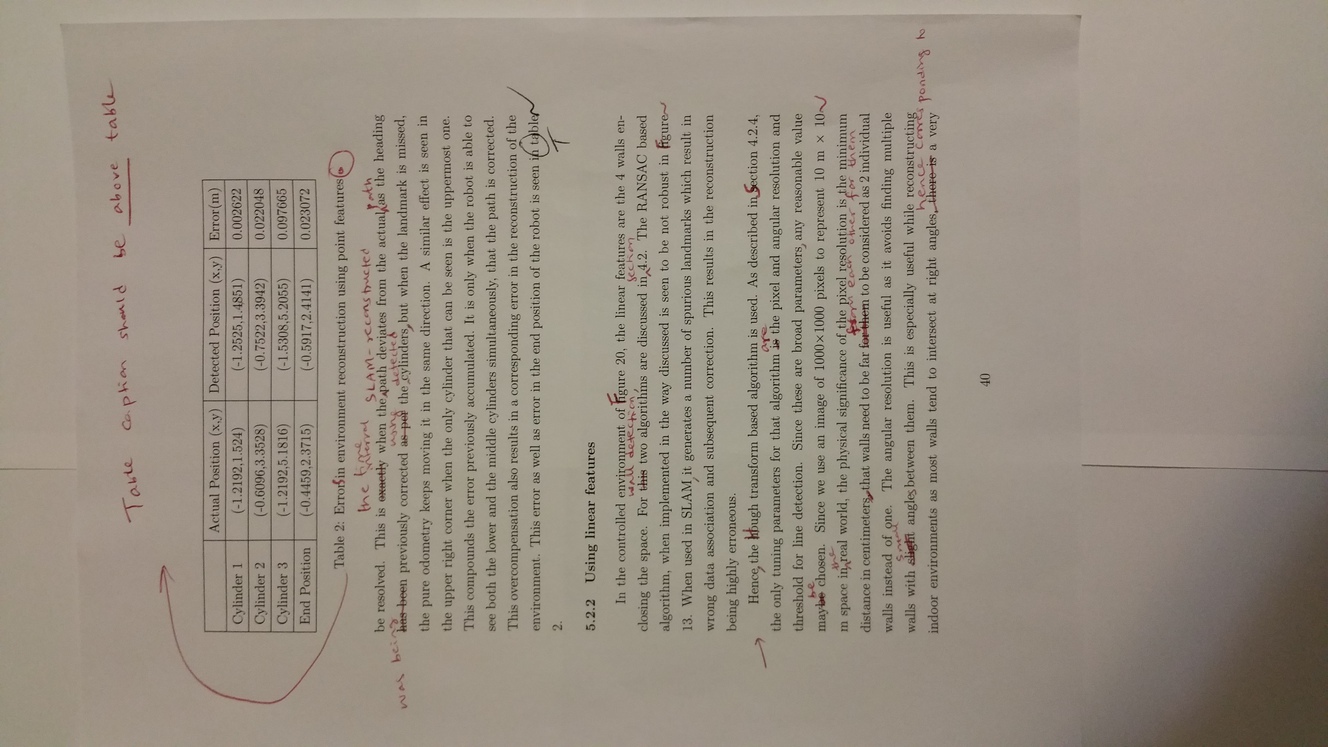 Table caption should be above table
Actual Position (x,y) Detected Position (x,y) Error(m)
Cylinder 1 (-1.2192,1.524) (-1.2525,1.4851) 0.002622
Cylinder 2 (-0.6096,3.3528) (-0.7522,3.3942) 0.022048
Cylinder 3 (-1.2192,5.1816) (-1.5308,5.2055) 0.097665
End Position (-0.4459,2.3715) (-0.5917,2.4141) 0.023072
Table 2: Errors in environment reconstruction using point features.
the final SLAM-reconstructed path
be resolved. This is exactly when the path deviates from the actual, as the heading
was being using detected
has been previously corrected as per the cylinders, but when the landmark is missed,
the pure odometry keeps moving it in the same direction. A similar effect is seen in
the upper right corner when the only cylinder that can be seen is the uppermost one.
This compounds the error previously accumulated. It is only when the robot is able to
see both the lower and the middle cylinders simultaneously, that the path is corrected.
This overcompensation also results in a corresponding error in the reconstruction of the
environment. This error as well as error in the end position of the robot is seen in table
T
2.
5.2.2 Using linear features
In the controlled environment of Figure 20, the linear features are the 4 walls en-
wall detection, section
closing the space. For this two algorithms are discussed in 4.2. The RANSAC based
algorithm, when implemented in the way discussed is seen to be not robust in Figure
13. When used in SLAM, it generates a number of spurious landmarks which result in
wrong data association and subsequent correction. This results in the reconstruction
being highly erroneous.
Hence, the Hough transform based algorithm is used. As described in Section 4.2.4,
are
the only tuning parameters for that algorithm is the pixel and angular resolution and
threshold for line detection. Since these are broad parameters, any reasonable value
be
maybe chosen. Since we use an image of 1000×1000 pixels to represent 10 m × 10
the
m space in real world, the physical significance of the pixel resolution is the minimum
from each other for them
distance in centimeters, that walls need to be far for them to be considered as 2 individual
walls instead of one. The angular resolution is useful as it avoids finding multiple
small
walls with slight angles between them. This is especially useful while reconstructing
hence corresponding to
indoor environments as most walls tend to intersect at right angles, there is a very
40